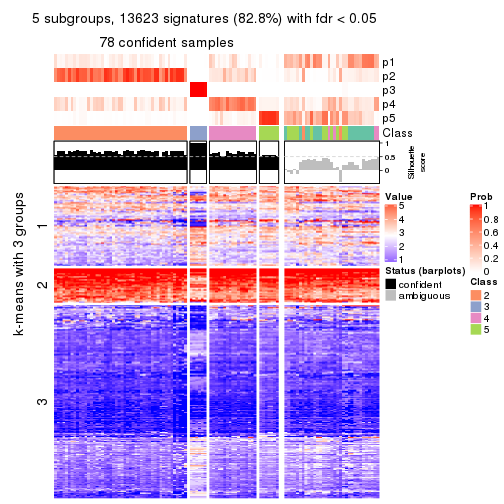 5 subgroups, 13623 signatures (82.8%) with fdr < 0.05
78 confident samples
p1
p2
p3
p4
p5
Class
1
0.5
0
Silhouette
score
k-means with 3 groups
1
2
3
Value
5
4
3
2
1
Status (barplots)
confident
ambiguous
Prob
1
0.8
0.6
0.4
0.2
0
Class
2
3
4
5